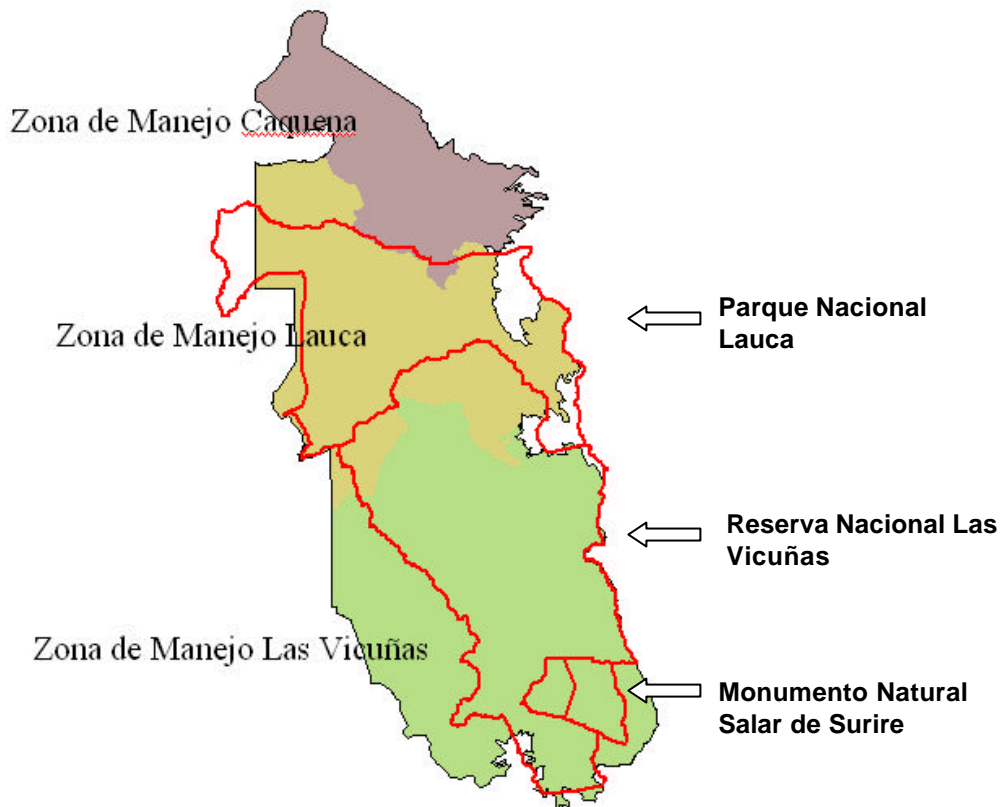 Zona de Manejo Caquena
Zona de Manejo Lauca
Parque Nacional
Lauca
Reserva Nacional Las
Vicuñas
Zona de Manejo Las Vicuñas
Monumento Natural
Salar de Surire